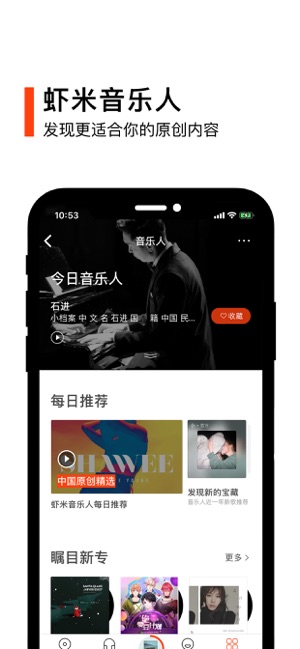 虾米音乐人
发现更适合你的原创内容
10:53
音乐人
今日音乐人
石进
小档案 中 文 名 石进 国 籍 中国 民...
收藏
每日推荐
SHAWEE
中国原创精选
虾米音乐人每日推荐
发现新的宝藏
音乐人近一年新歌推荐
瞩目新专
更多